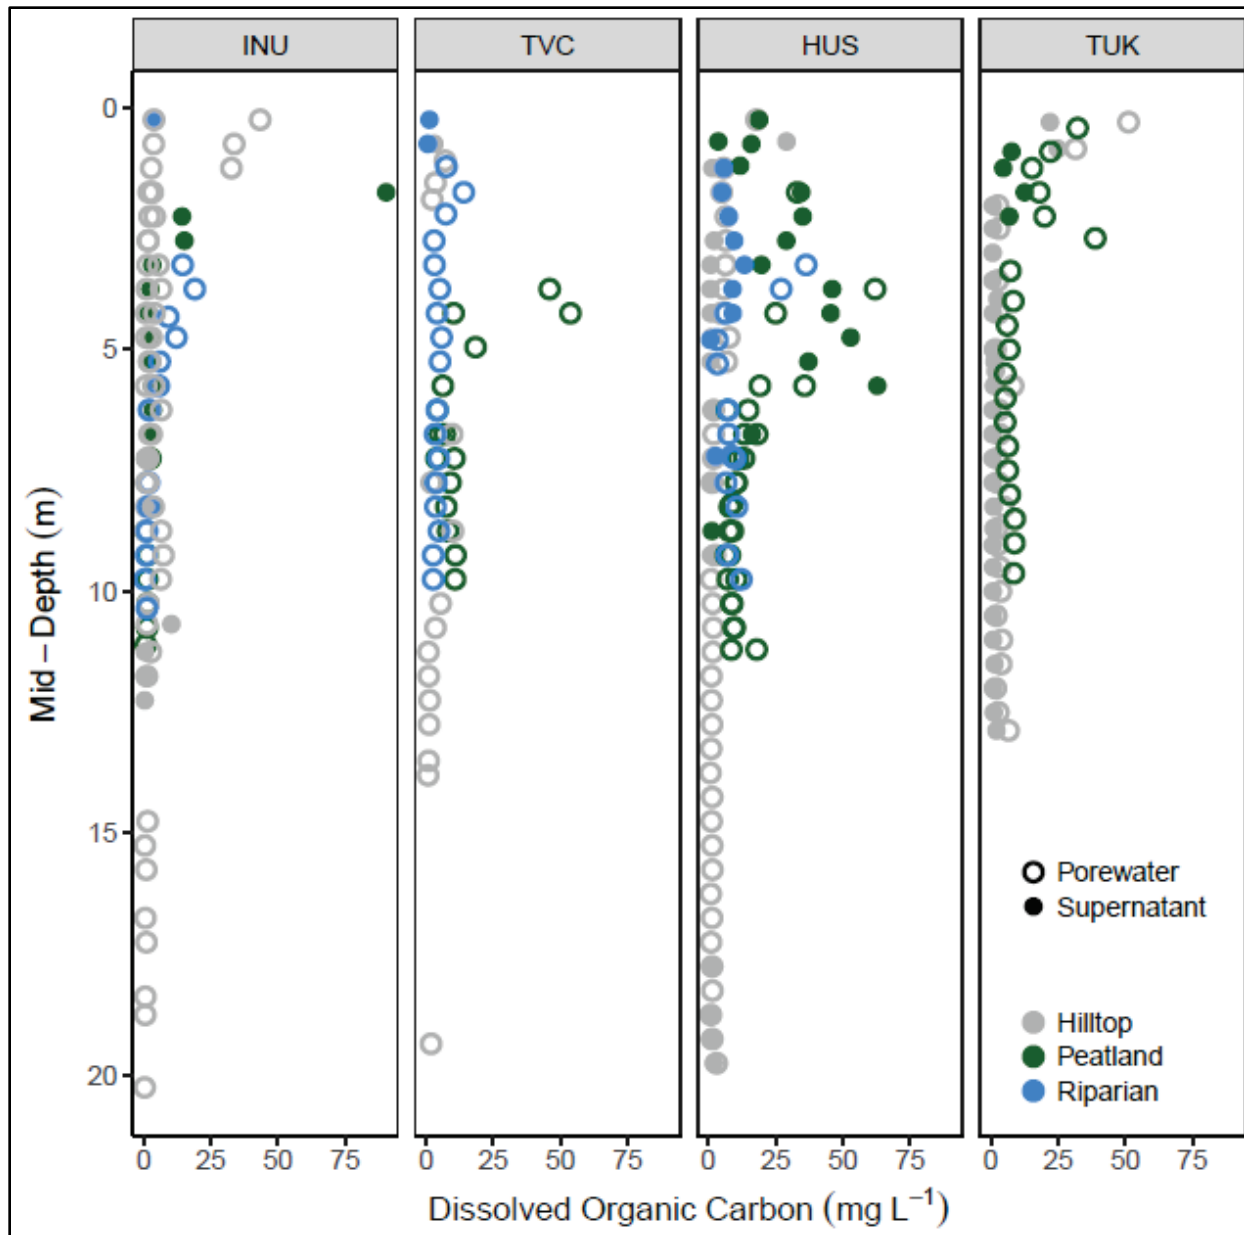 INU TVC HUS TUK
0
5
10
15
20
Mid – Depth (m)
Porewater
Supernatant
Hilltop
Peatland
Riparian
0 25 50 75 0 25 50 75 0 25 50 75 0 25 50 75
Dissolved Organic Carbon (mg L⁻¹)